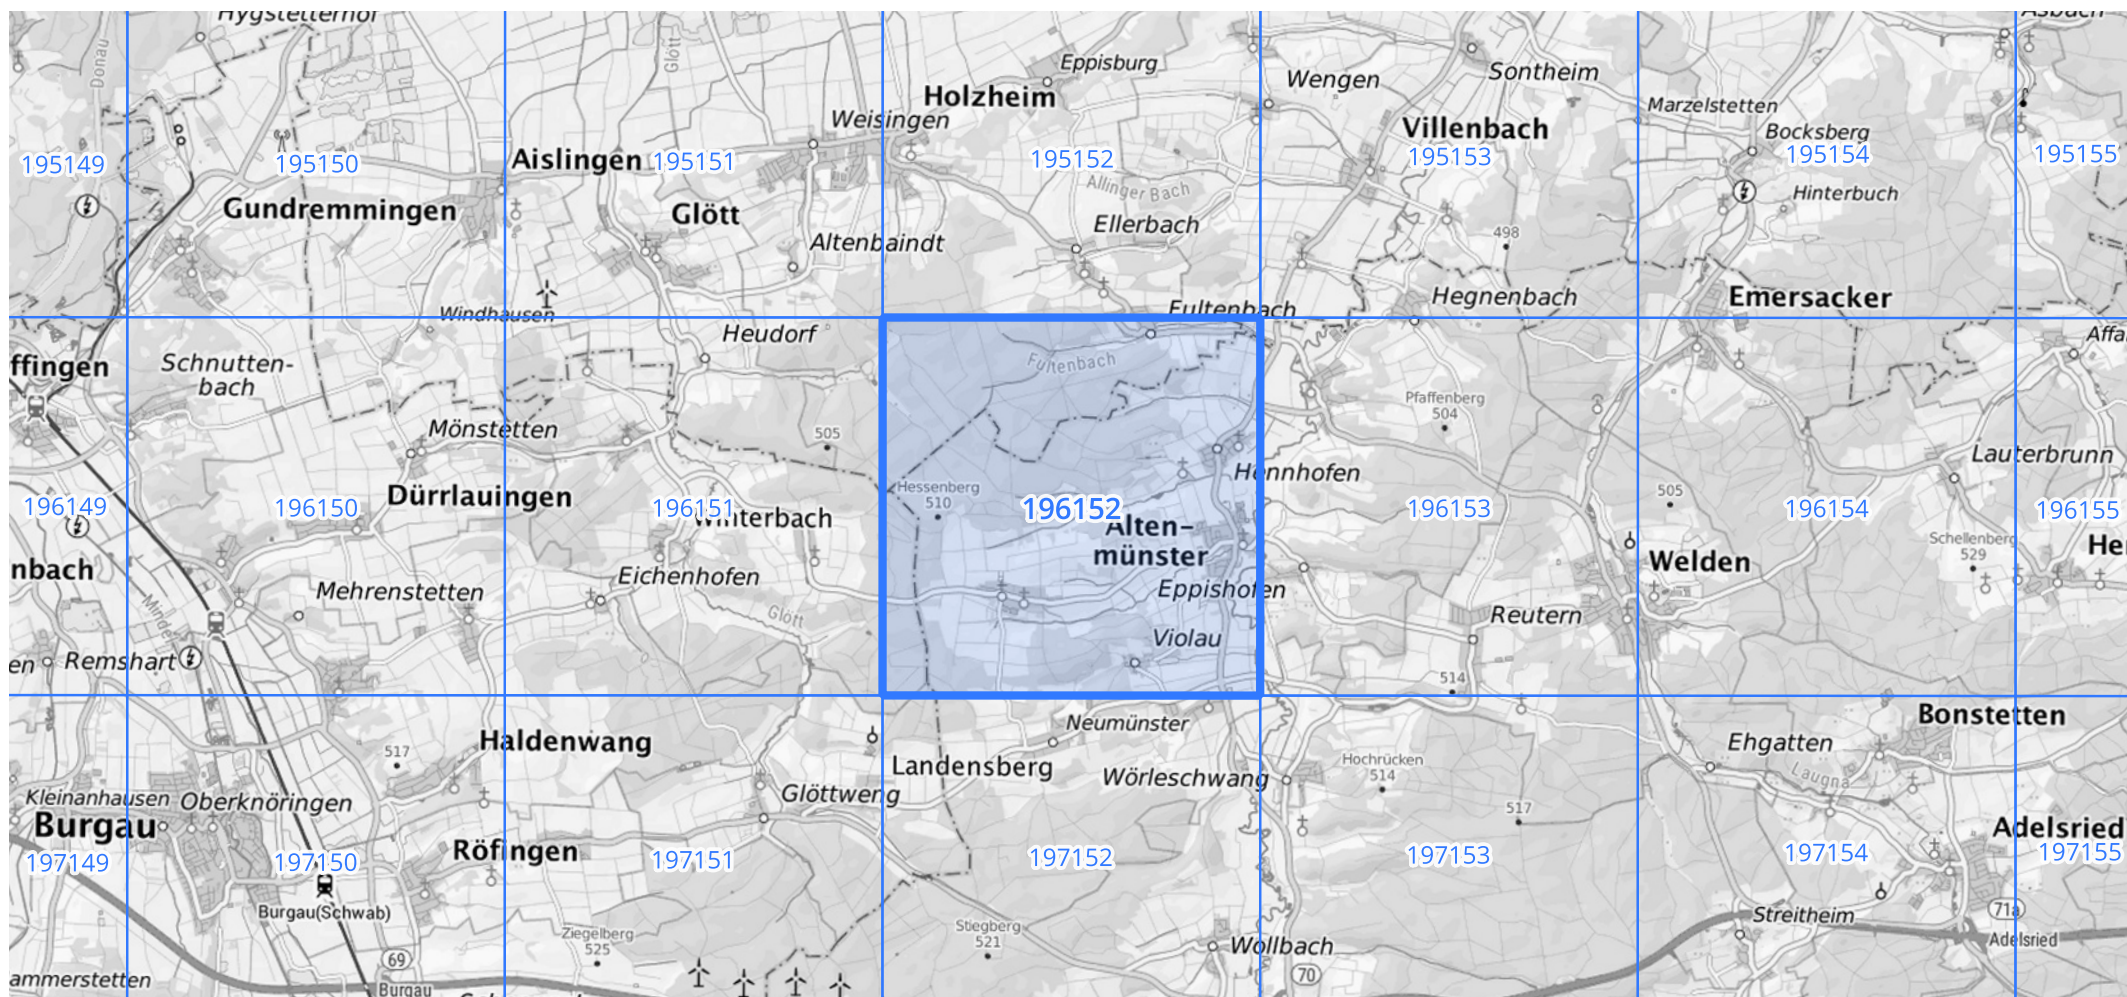 Hygstetterhof
Asbach
Donau
Glött
Eppisburg
Wengen
Sontheim
Holzheim
Marzelstetten
Weisingen
Villenbach
Bocksberg
195149
195150
Aislingen
195151
195152
195153
195154
195155
Allinger Bach
Hinterbuch
Gundremmingen
Glött
Ellerbach
498
Altenbaindt
Hegnenbach
Emersacker
Windhausen
Fultenbach
Heudorf
Affa
ffingen
Schnutten-
bach
Fultenbach
Pfaffenberg
504
Mönstetten
505
Lauterbrunn
Hennhofen
Hessenberg
510
505
Dürrlauingen
196149
196150
196151
196152
196153
196154
196155
Winterbach
Alten-
münster
Schellenberg
529
He
nbach
Welden
Eichenhofen
Mehrenstetten
Eppishofen
Mindel
Glött
Reutern
Violau
en
Remshart
514
Neumünster
Bonstetten
Haldenwang
Ehgatten
517
Landensberg
Wörleschwang
Hochrücken
514
Laugna
Kleinanhausen
Oberknöringen
Glöttweng
517
Burgau
Adelsried
Röfingen
197149
197150
197151
197152
197153
197154
197155
Burgau(Schwab)
71a
Streitheim
Ziegelberg
525
Stiegberg
521
Adelsried
Wollbach
69
70
ammerstetten
Burgau